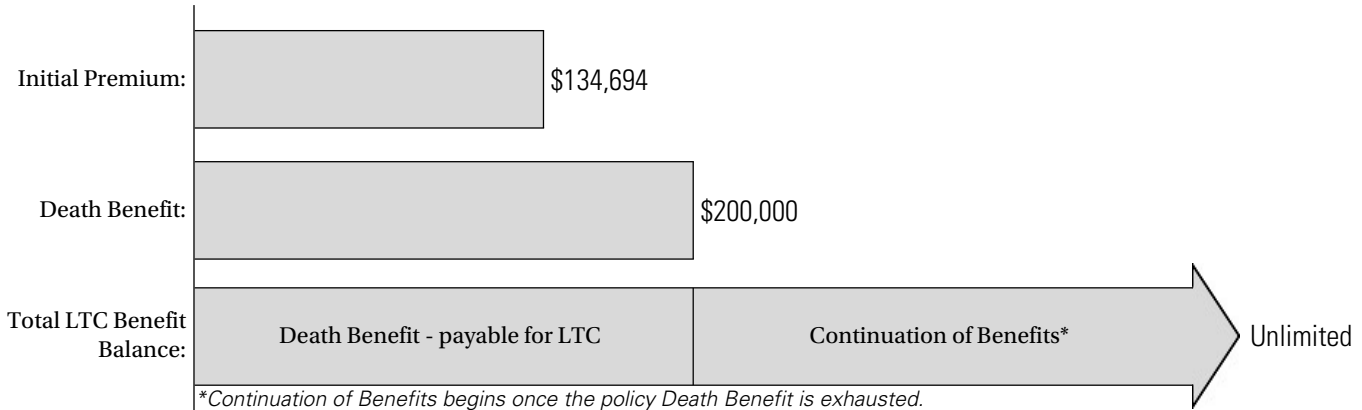 Initial Premium:
$134,694
Death Benefit:
$200,000
Total LTC Benefit
Balance:
Death Benefit - payable for LTC
Continuation of Benefits*
Unlimited
*Continuation of Benefits begins once the policy Death Benefit is exhausted.